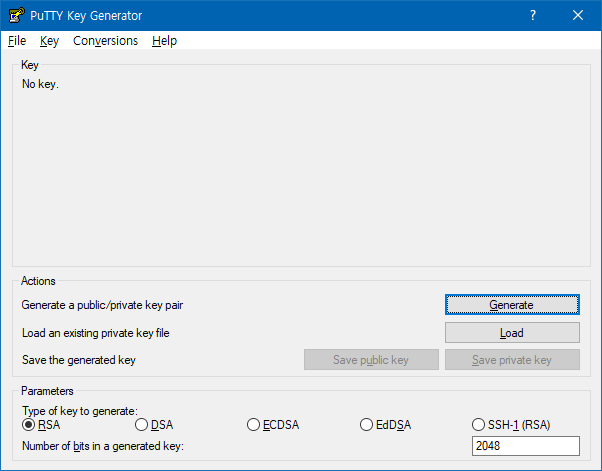 PuTTY Key Generator
File Key Conversions Help
Key
No key.
Actions
Generate a public/private key pair Generate
Load an existing private key file Load
Save the generated key Save public key Save private key
Parameters
Type of key to generate:
RSA DSA ECDSA EdDSA SSH-1 (RSA)
Number of bits in a generated key: 2048